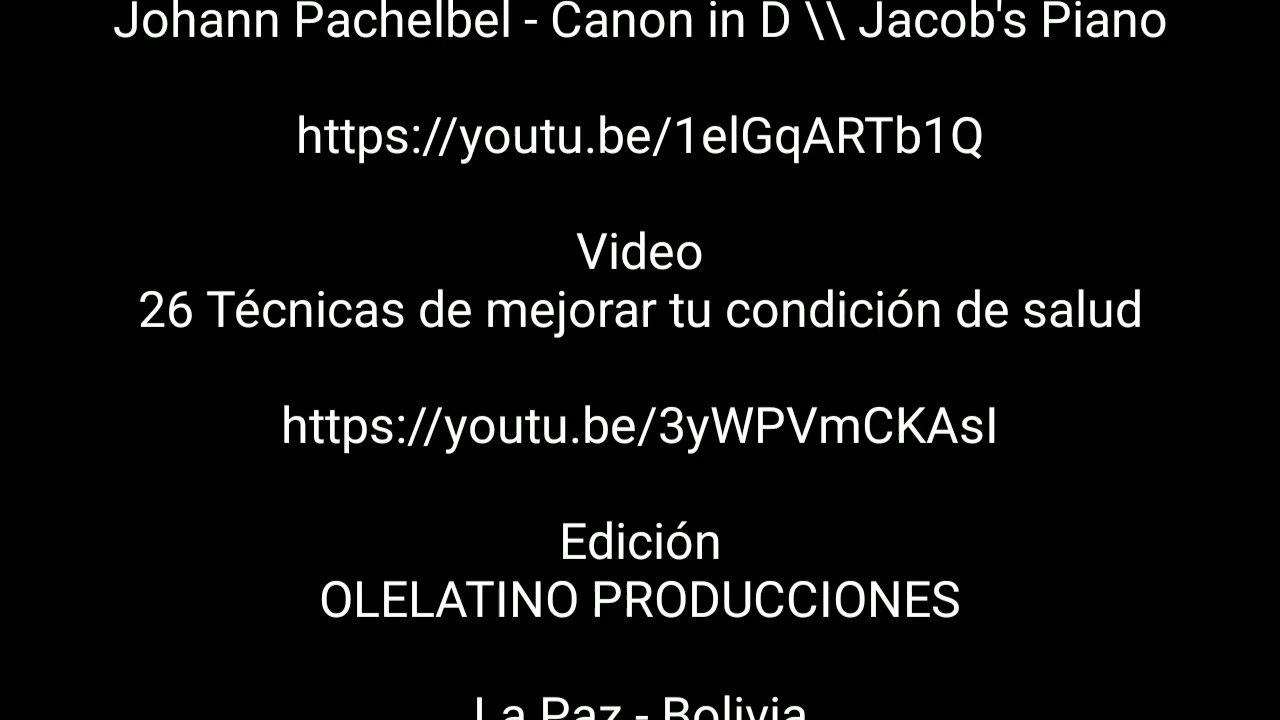 Johann Pachelbel - Canon in D \\ Jacob's Piano
https://youtu.be/1elGqARTb1Q
Video
26 Técnicas de mejorar tu condición de salud
https://youtu.be/3yWPVmCKAsI
Edición
OLELATINO PRODUCCIONES
La Paz - Bolivia